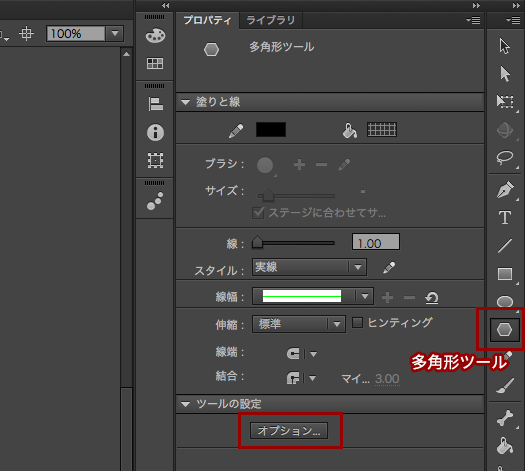 プロパティ ライブラリ
100%
多角形ツール
塗りと線
ブラシ :
サイズ :
ステージに合わせてサ...
線 : 1.00
スタイル : 実線
線幅 :
伸縮 : 標準 ヒンティング
線端 :
結合 : マイ... 3.00
多角形ツール
ツールの設定
オプション...
T